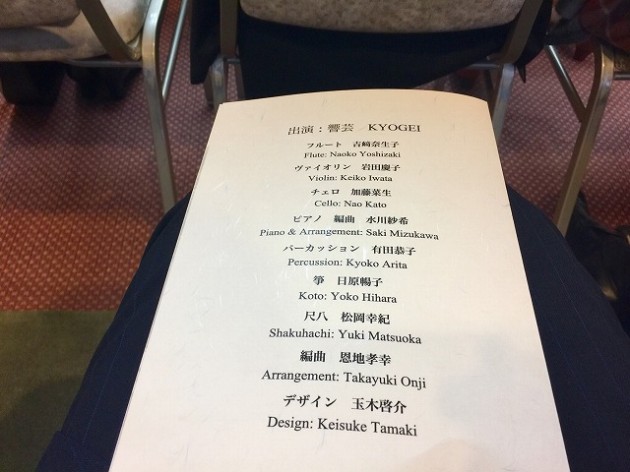 出演：響芸　KYOGEI
フルート　吉﨑奈生子
Flute: Naoko Yoshizaki
ヴァイオリン　岩田慶子
Violin: Keiko Iwata
チェロ　加藤菜生
Cello: Nao Kato
ピアノ　編曲　水川紗希
Piano & Arrangement: Saki Mizukawa
パーカッション　有田恭子
Percussion: Kyoko Arita
箏　日原暢子
Koto: Yoko Hihara
尺八　松岡幸紀
Shakuhachi: Yuki Matsuoka
編曲　恩地孝幸
Arrangement: Takayuki Onji
デザイン　玉木啓介
Design: Keisuke Tamaki